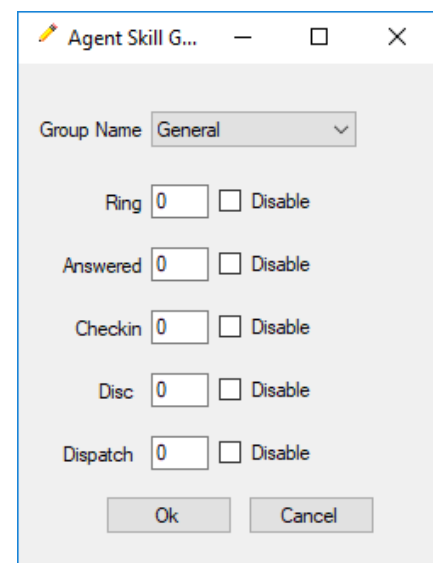 Agent Skill G...
Group Name General
Ring 0 Disable
Answered 0 Disable
Checkin 0 Disable
Disc 0 Disable
Dispatch 0 Disable
Ok Cancel